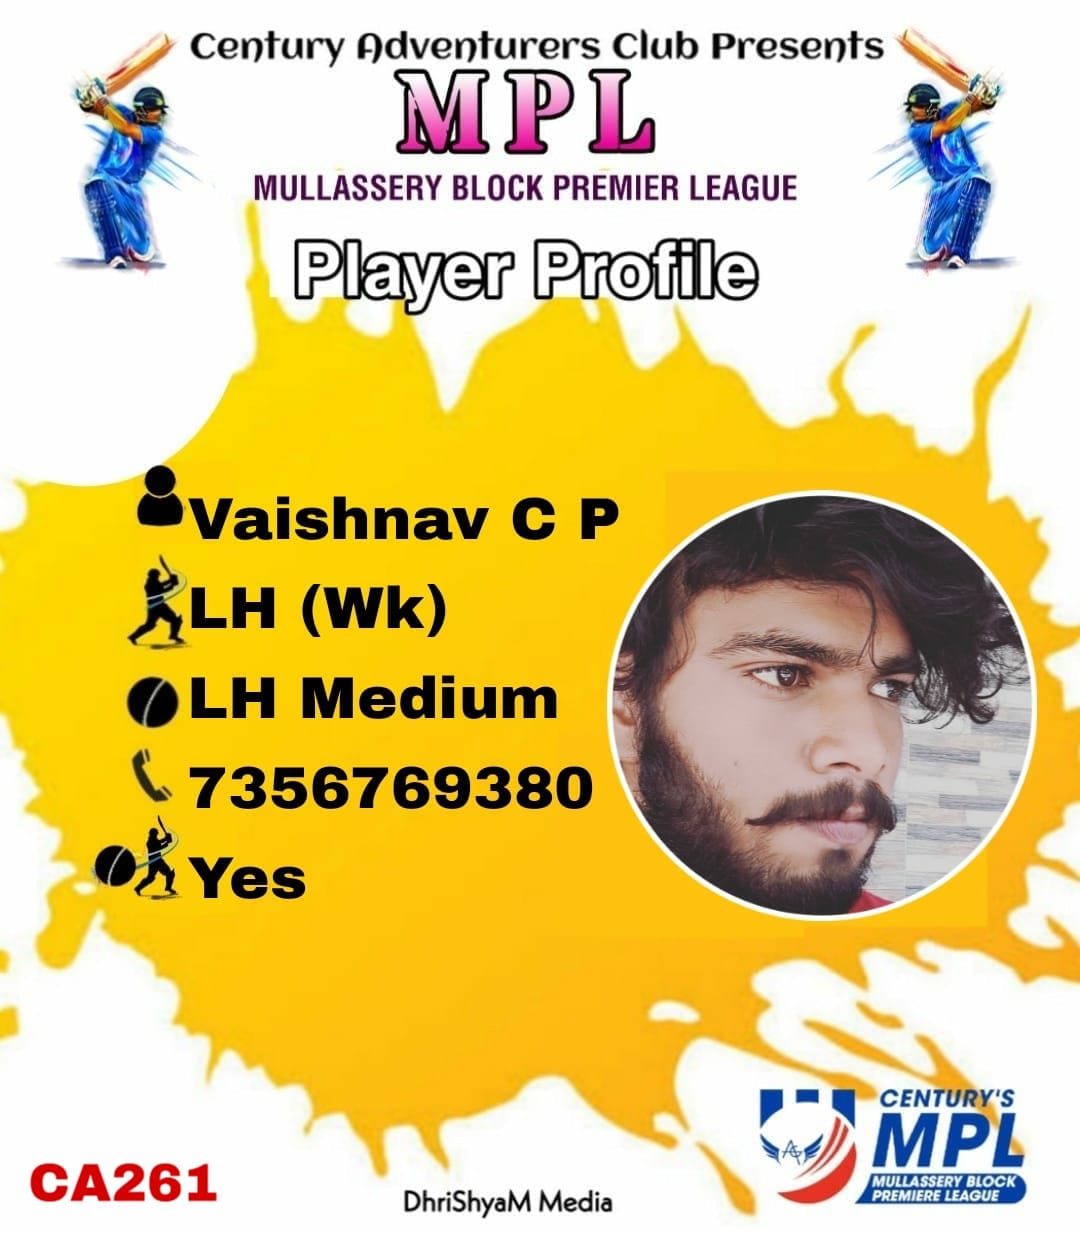 Century Adventurers Club Presents
MPL
MULLASSERY BLOCK PREMIER LEAGUE
Player Profile
Vaishnav C P
LH (Wk)
LH Medium
7356769380
Yes
CENTURY'S
MPL
MULLASSERY BLOCK
PREMIERE LEAGUE
CA261
DhriShyaM Media